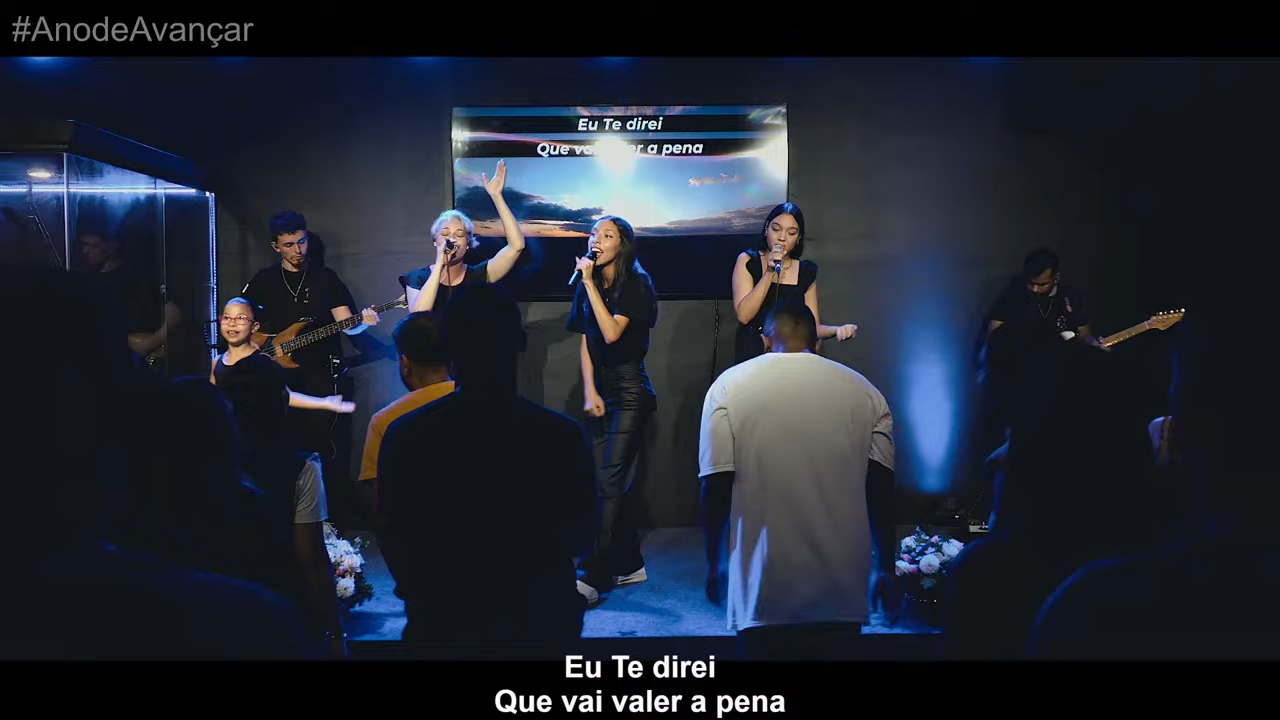 #AnodeAvançar
Eu Te direi
Que vai valer a pena
Eu Te direi
Que vai valer a pena